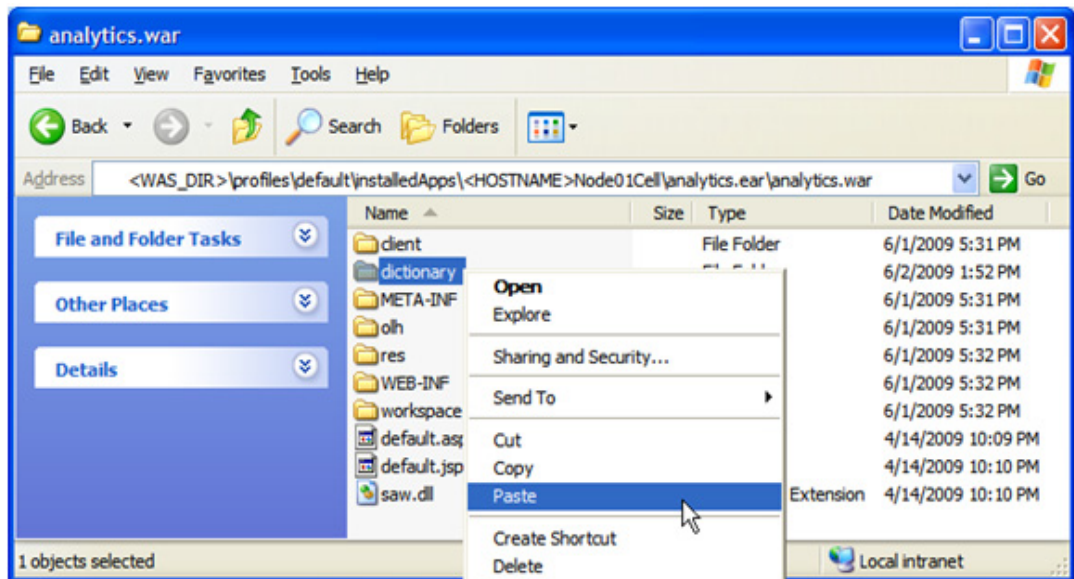 analytics.war
File Edit View Favorites Tools Help
Back Search Folders
Address <WAS_DIR>\profiles\default\installedApps\<HOSTNAME>Node01Cell\analytics.ear\analytics.war Go
Name Size Type Date Modified
File and Folder Tasks
Other Places
Details
client File Folder 6/1/2009 5:31 PM
dictionary 6/2/2009 1:52 PM
META-INF 6/1/2009 5:31 PM
olh 6/1/2009 5:31 PM
res 6/1/2009 5:32 PM
WEB-INF 6/1/2009 5:32 PM
workspace 6/1/2009 5:32 PM
default.asp 4/14/2009 10:09 PM
default.jsp 4/14/2009 10:10 PM
saw.dll Extension 4/14/2009 10:10 PM
Open
Explore
Sharing and Security...
Send To
Cut
Copy
Paste
Create Shortcut
Delete
1 objects selected Local intranet